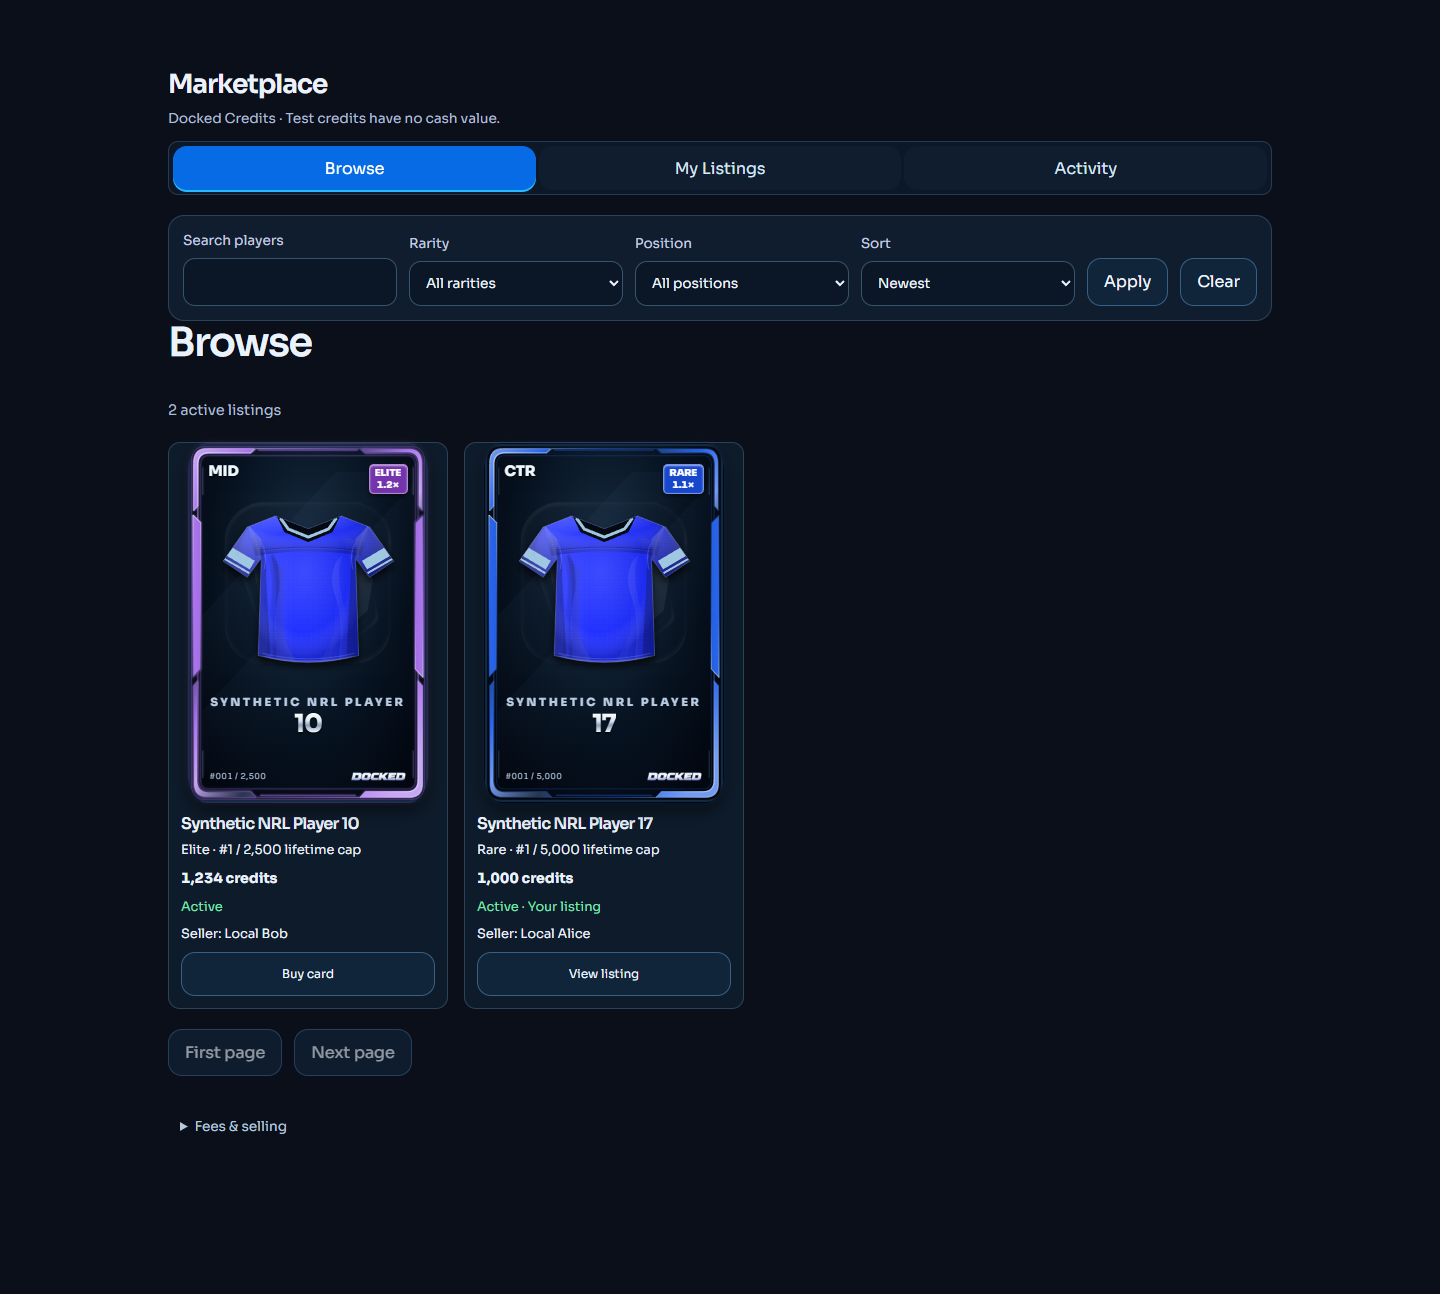 Marketplace
Docked Credits · Test credits have no cash value.
Browse
My Listings
Activity
Search players
Rarity
Position
Sort
All rarities
All positions
Newest
Apply
Clear
Browse
2 active listings
MID
ELITE
1.2×
SYNTHETIC NRL PLAYER
10
#001 / 2,500
DOCKED
Synthetic NRL Player 10
Elite · #1 / 2,500 lifetime cap
1,234 credits
Active
Seller: Local Bob
Buy card
CTR
RARE
1.1×
SYNTHETIC NRL PLAYER
17
#001 / 5,000
DOCKED
Synthetic NRL Player 17
Rare · #1 / 5,000 lifetime cap
1,000 credits
Active · Your listing
Seller: Local Alice
View listing
First page
Next page
Fees & selling